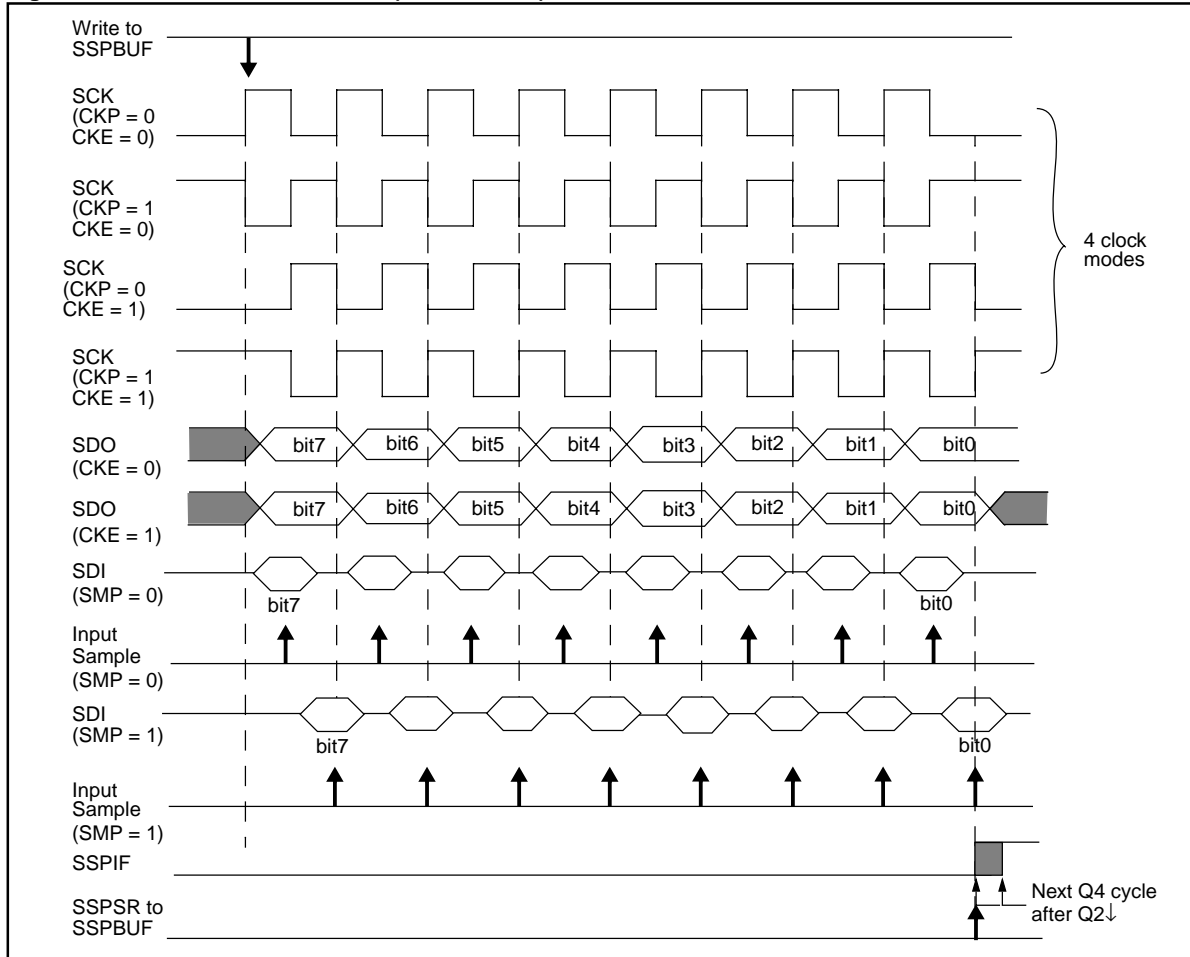 Write to
SSPBUF
SCK
(CKP = 0
CKE = 0)
SCK
(CKP = 1
CKE = 0)
SCK
(CKP = 0
CKE = 1)
SCK
(CKP = 1
CKE = 1)
4 clock
modes
SDO
(CKE = 0)
bit7 bit6 bit5 bit4 bit3 bit2 bit1 bit0
SDO
(CKE = 1)
bit7 bit6 bit5 bit4 bit3 bit2 bit1 bit0
SDI
(SMP = 0)
bit7 bit0
Input
Sample
(SMP = 0)
SDI
(SMP = 1)
bit7 bit0
Input
Sample
(SMP = 1)
SSPIF
SSPSR to
SSPBUF
Next Q4 cycle
after Q2↓